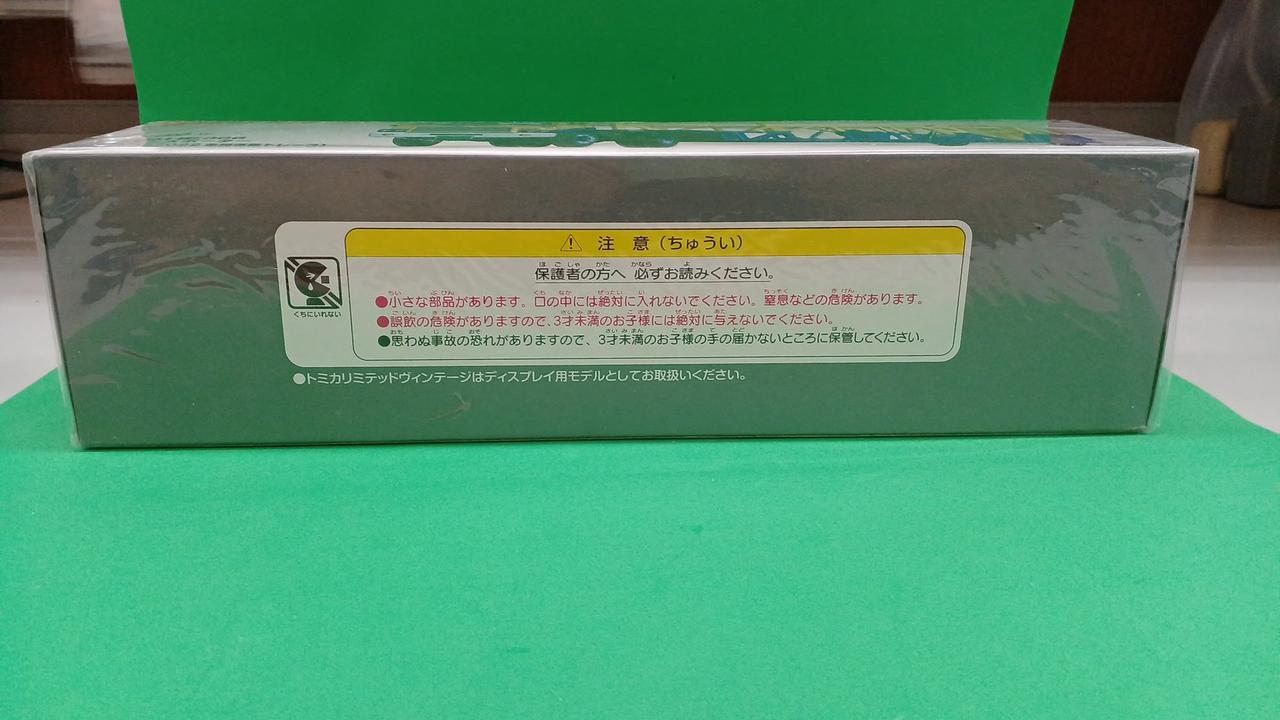 注 意 (ちゅうい)
保護者の方へ 必ずお読みください。
くちにいれない
●小さな部品があります。口の中には絶対に入れないでください。窒息などの危険があります。
●誤飲の危険がありますので、3才未満のお子様には絶対に与えないでください。
●思わぬ事故の恐れがありますので、3才未満のお子様の手の届かないところに保管してください。
●トミカリミテッドヴィンテージはディスプレイ用モデルとしてお取扱いください。